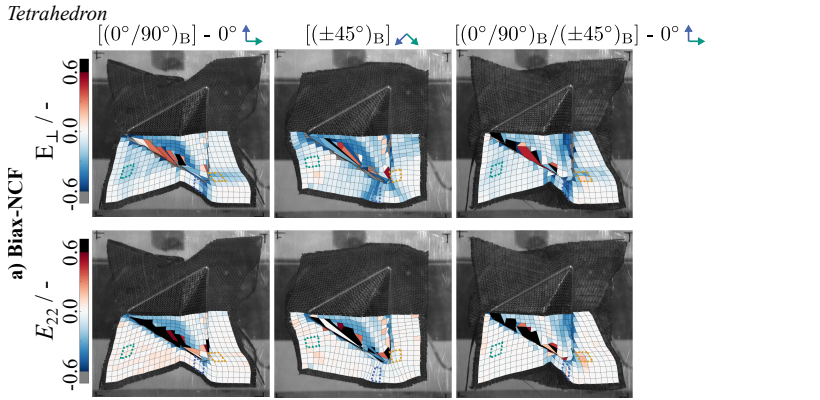 Tetrahedron
[(0°/90°)B] - 0° [(±45°)B] [(0°/90°)B/(±45°)B] - 0°
a) Biax-NCF
E⊥ / -
0.6
0.0
-0.6
E22 / -
0.6
0.0
-0.6